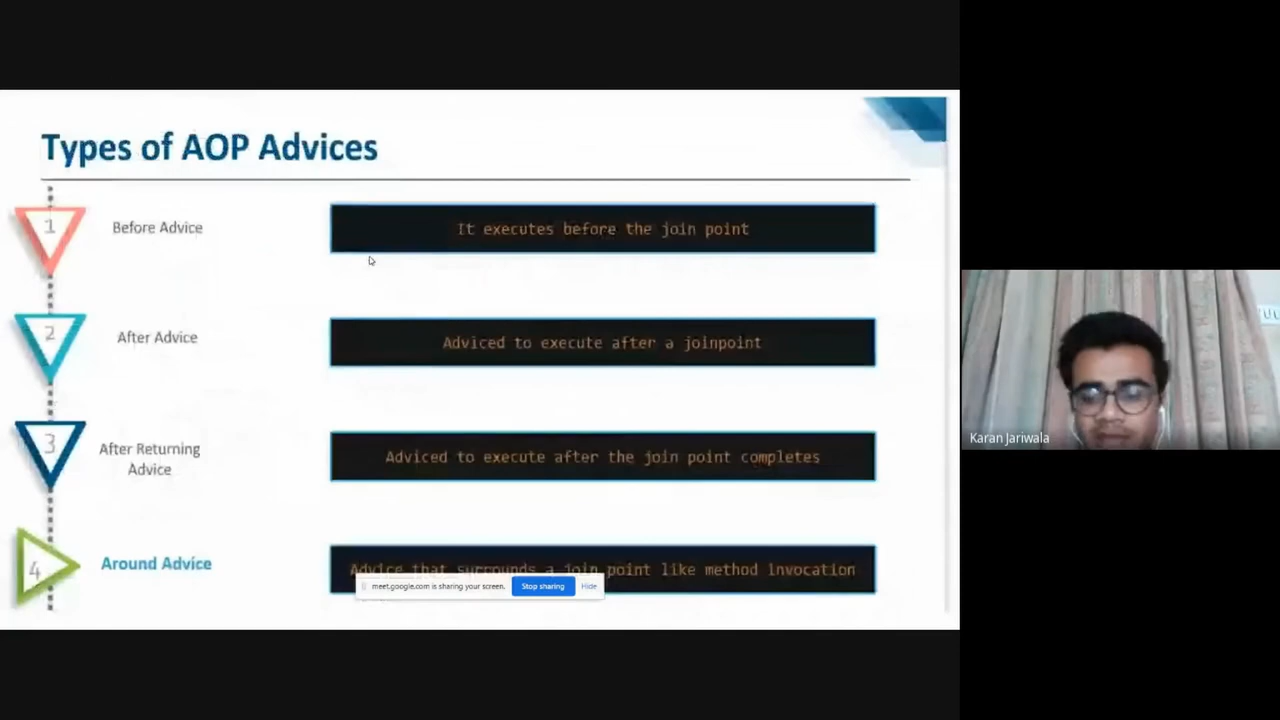 Types of AOP Advices
1
Before Advice
It executes before the join point
2
After Advice
Adviced to execute after a joinpoint
3
After Returning
Advice
Adviced to execute after the join point completes
4
Around Advice
Advice that surrounds a join point like method invocation
meet.google.com is sharing your screen.
Stop sharing
Hide
Karan Jariwala